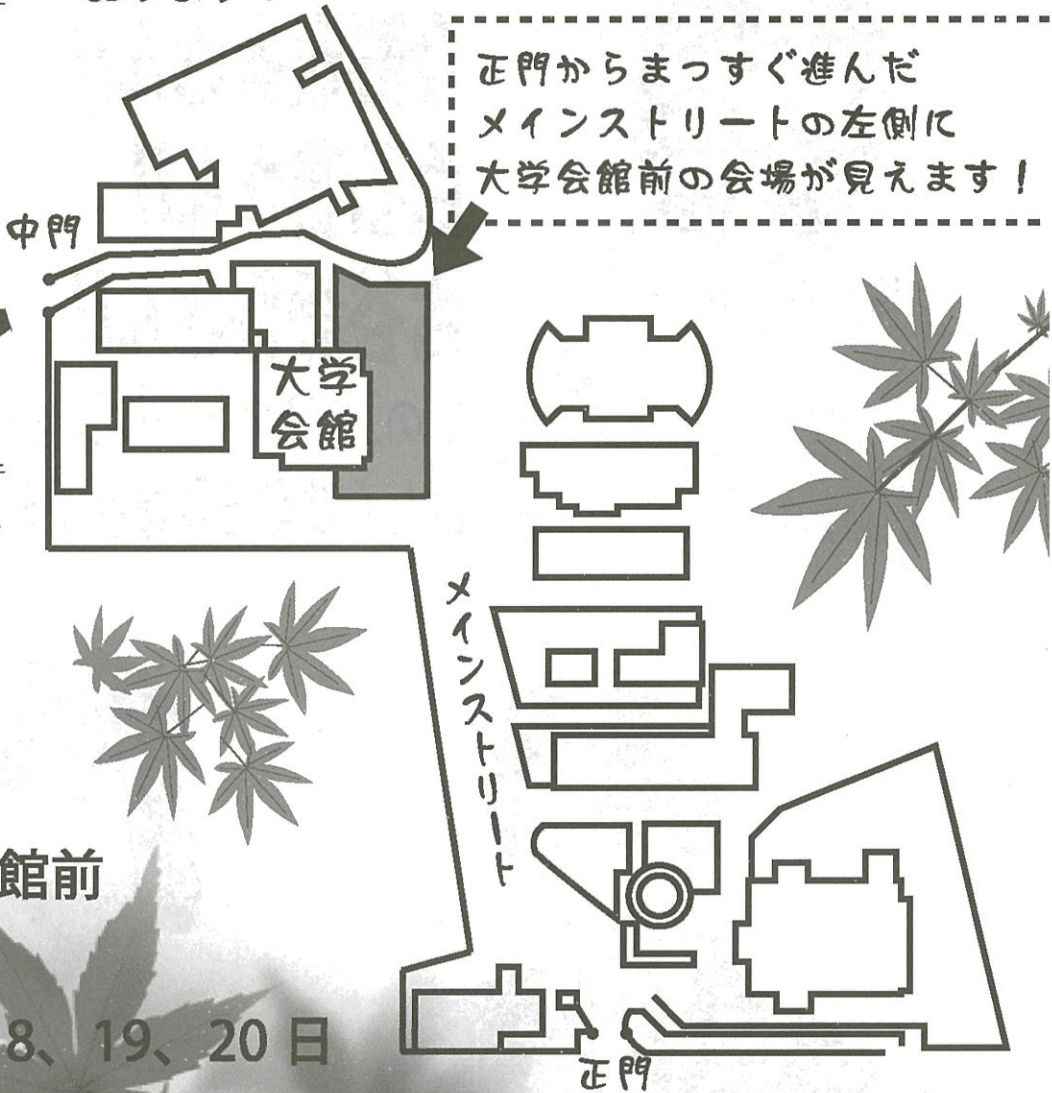 正門からまっすぐ進んだ
メインストリートの左側に
大学会館前の会場が見えます!
中門
大学
会館
メインストリート
館前
8、19、20日
正門